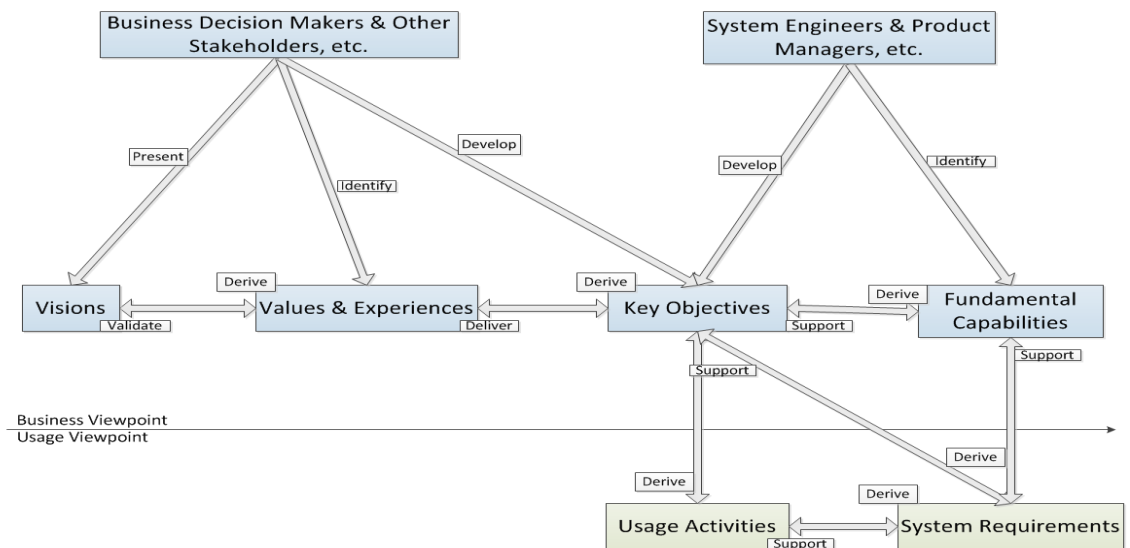 Business Decision Makers & Other
Stakeholders, etc.
System Engineers & Product
Managers, etc.
Present
Identify
Develop
Develop
Identify
Derive
Derive
Derive
Visions
Values & Experiences
Key Objectives
Fundamental
Capabilities
Validate
Deliver
Support
Support
Support
Business Viewpoint
Usage Viewpoint
Derive
Derive
Derive
Usage Activities
System Requirements
Support